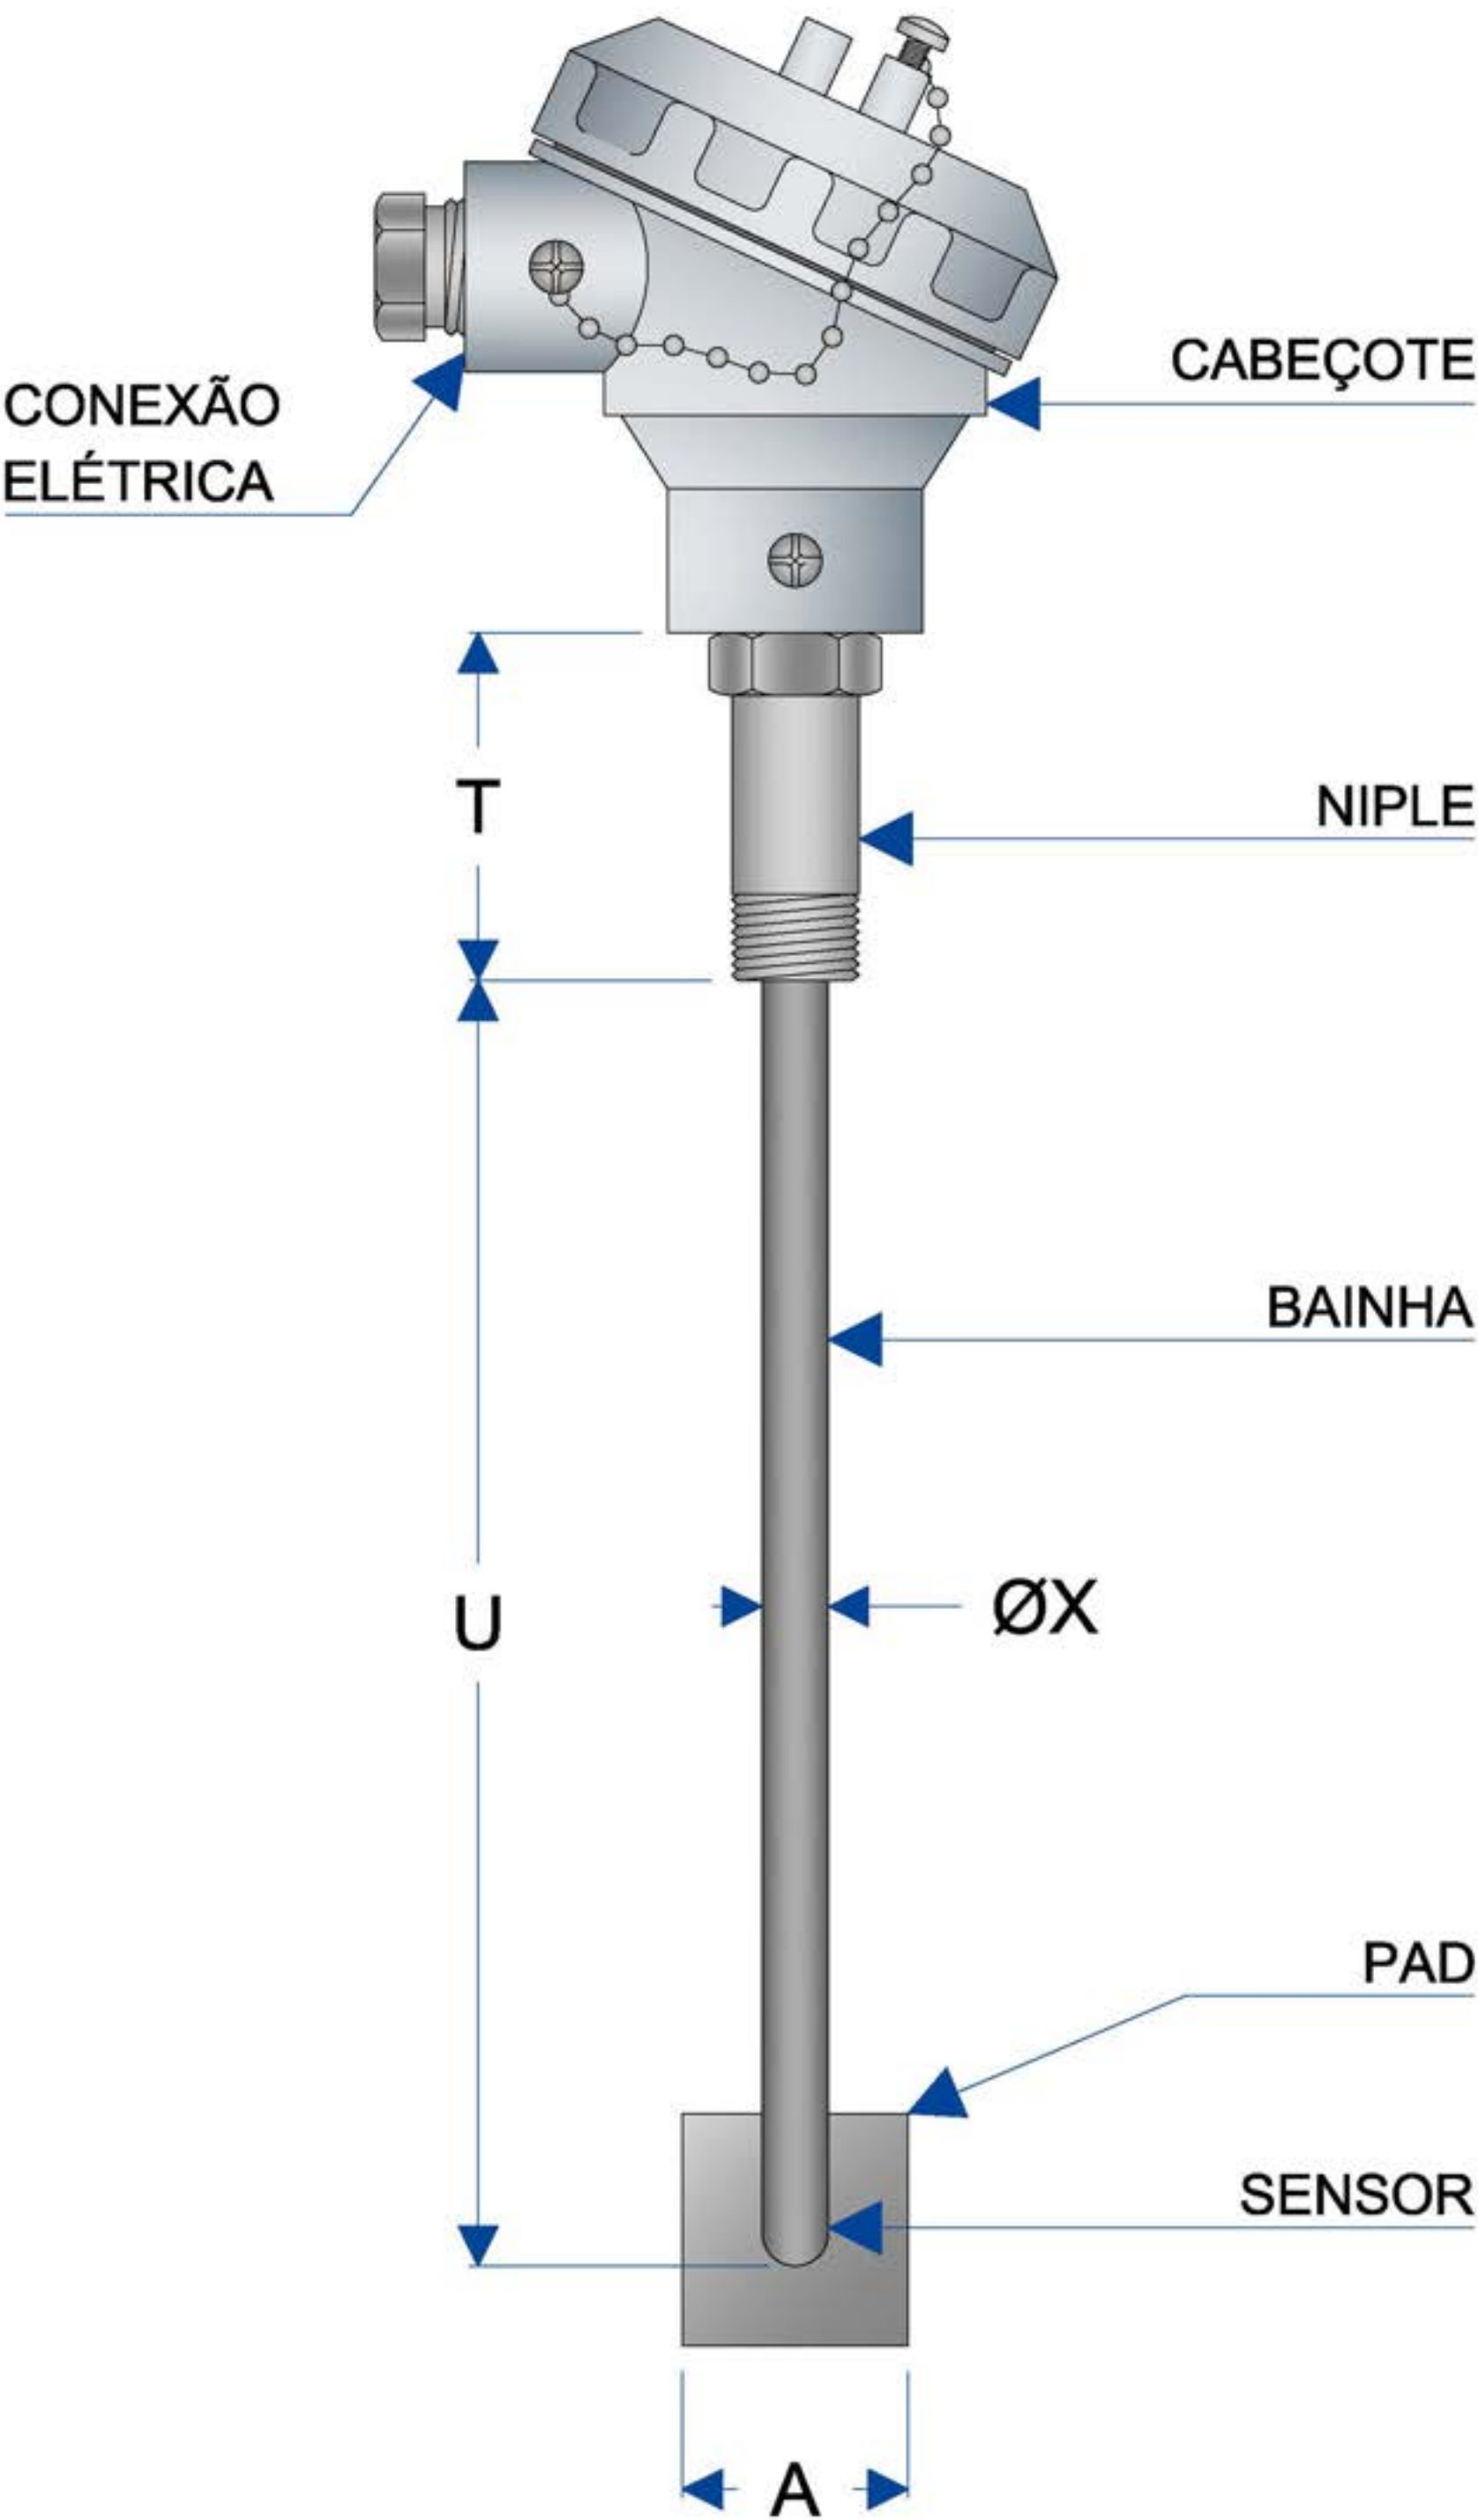 CABEÇOTE
CONEXÃO
ELÉTRICA
T
NIPLE
BAINHA
U
ØX
PAD
SENSOR
A